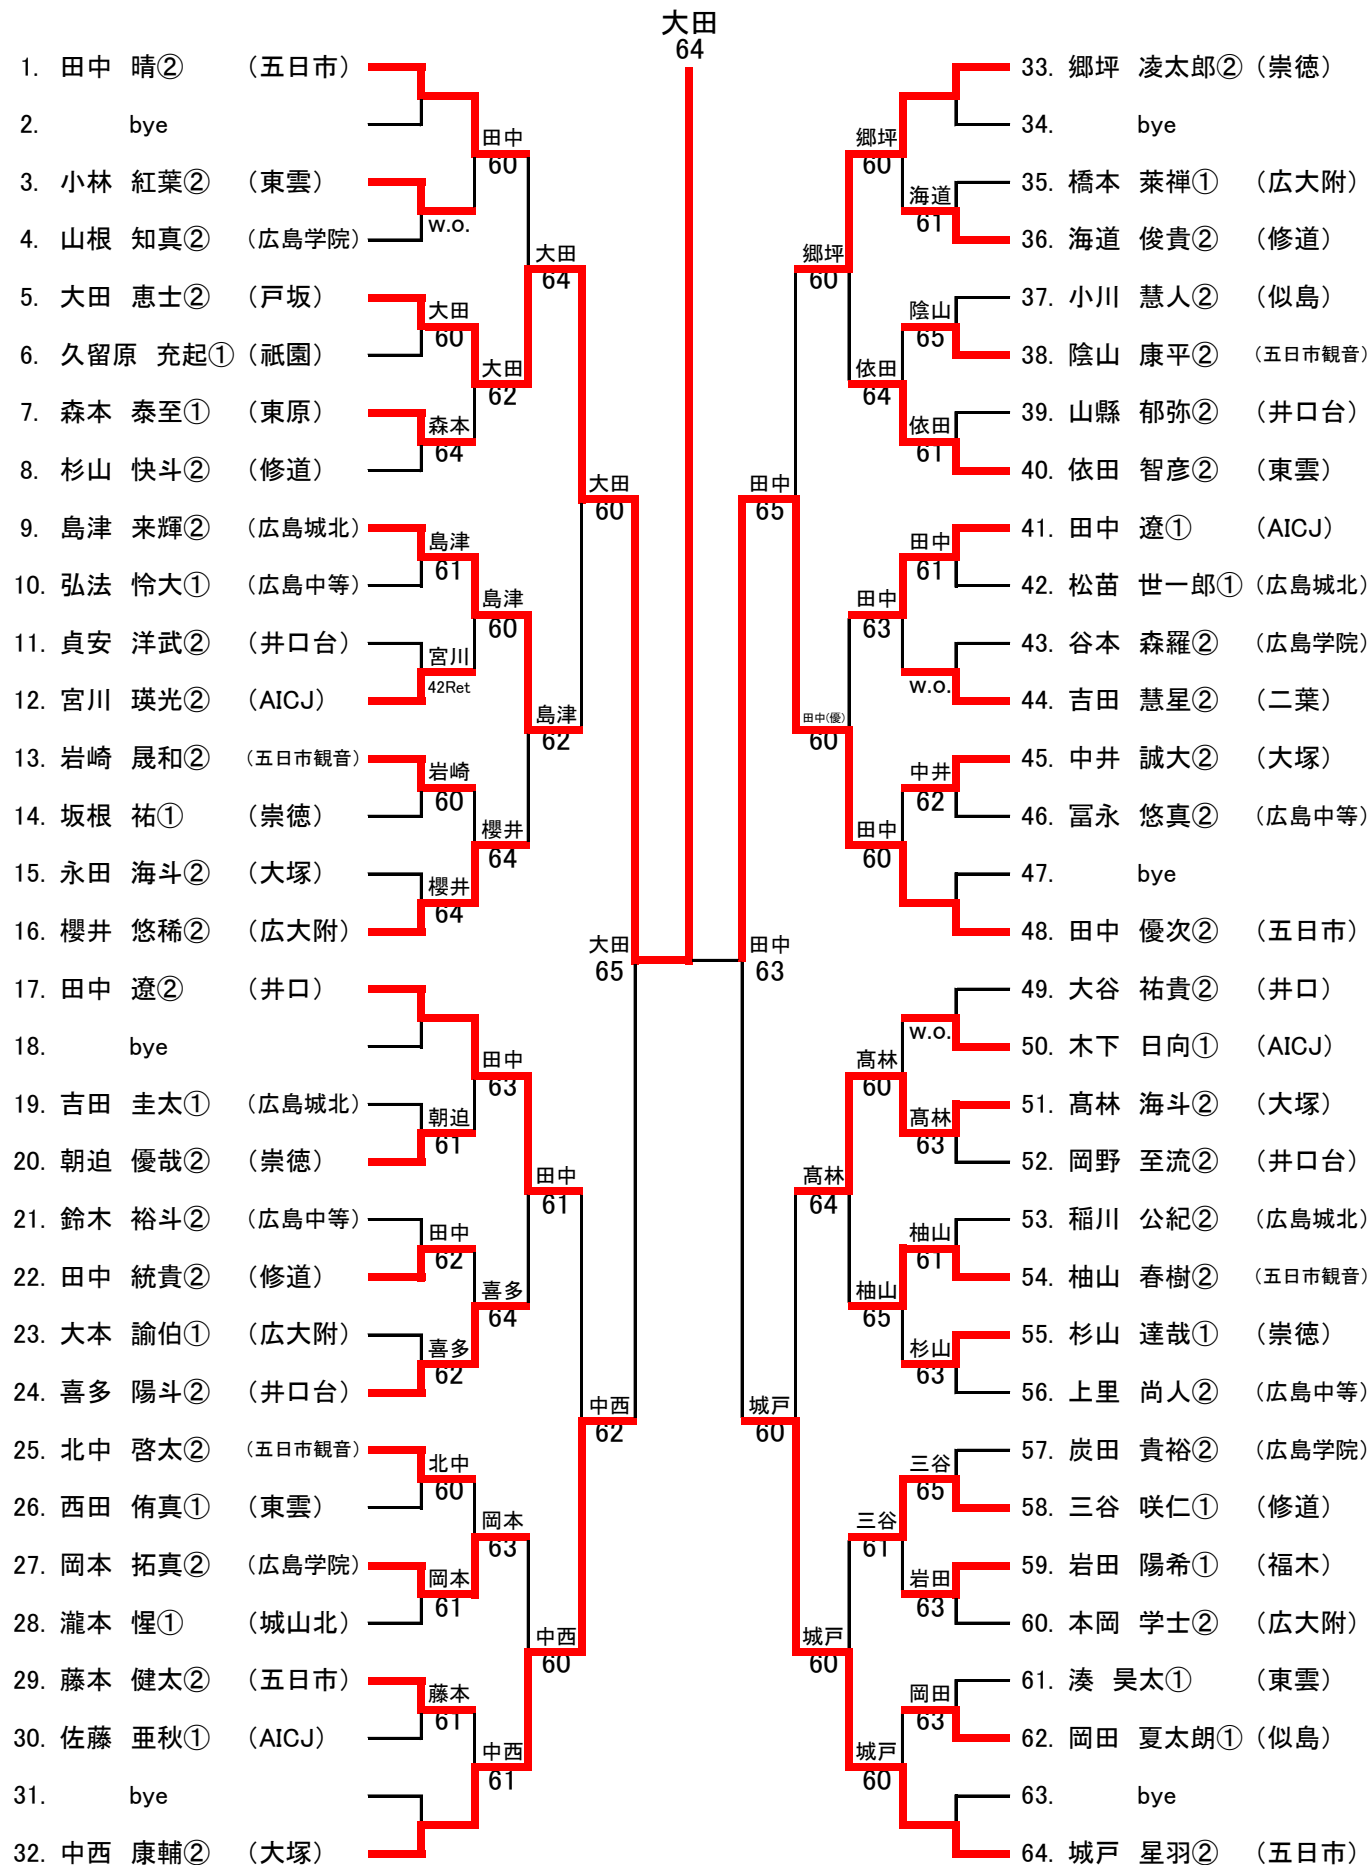 大田
64
1. 田中 晴② (五日市)
2. bye
田中
60
3. 小林 紅葉② (東雲)
w.o.
4. 山根 知真② (広島学院)
大田
64
5. 大田 恵士② (戸坂)
大田
60
6. 久留原 充起① (祇園)
大田
62
7. 森本 泰至① (東原)
森本
64
8. 杉山 快斗② (修道)
大田
60
9. 島津 来輝② (広島城北)
島津
61
10. 弘法 怜大① (広島中等)
島津
60
11. 貞安 洋武② (井口台)
宮川
42Ret
12. 宮川 瑛光② (AICJ)
島津
62
13. 岩崎 晟和② (五日市観音)
岩崎
60
14. 坂根 祐① (崇徳)
櫻井
64
15. 永田 海斗② (大塚)
櫻井
64
16. 櫻井 悠稀② (広大附)
大田
65
17. 田中 遼② (井口)
18. bye
田中
63
19. 吉田 圭太① (広島城北)
朝迫
61
20. 朝迫 優哉② (崇徳)
田中
61
21. 鈴木 裕斗② (広島中等)
田中
62
22. 田中 統貴② (修道)
喜多
64
23. 大本 諭伯① (広大附)
喜多
62
24. 喜多 陽斗② (井口台)
中西
62
25. 北中 啓太② (五日市観音)
北中
60
26. 西田 侑真① (東雲)
岡本
63
27. 岡本 拓真② (広島学院)
岡本
61
28. 瀧本 惺① (城山北)
中西
60
29. 藤本 健太② (五日市)
藤本
61
30. 佐藤 亜秋① (AICJ)
中西
61
31. bye
32. 中西 康輔② (大塚)
33. 郷坪 凌太郎② (崇徳)
34. bye
郷坪
60
35. 橋本 莱禅① (広大附)
海道
61
36. 海道 俊貴② (修道)
郷坪
60
37. 小川 慧人② (似島)
陰山
65
38. 陰山 康平② (五日市観音)
依田
64
39. 山縣 郁弥② (井口台)
依田
61
40. 依田 智彦② (東雲)
田中
65
41. 田中 遼① (AICJ)
田中
61
42. 松苗 世一郎① (広島城北)
田中
63
43. 谷本 森羅② (広島学院)
w.o.
44. 吉田 慧星② (二葉)
田中(優)
60
45. 中井 誠大② (大塚)
中井
62
46. 冨永 悠真② (広島中等)
田中
60
47. bye
48. 田中 優次② (五日市)
田中
63
49. 大谷 祐貴② (井口)
w.o.
50. 木下 日向① (AICJ)
髙林
60
51. 髙林 海斗② (大塚)
髙林
63
52. 岡野 至流② (井口台)
髙林
64
53. 稲川 公紀② (広島城北)
柚山
61
54. 柚山 春樹② (五日市観音)
柚山
65
55. 杉山 達哉① (崇徳)
杉山
63
56. 上里 尚人② (広島中等)
城戸
60
57. 炭田 貴裕② (広島学院)
三谷
65
58. 三谷 咲仁① (修道)
三谷
61
59. 岩田 陽希① (福木)
岩田
63
60. 本岡 学士② (広大附)
城戸
60
61. 湊 昊太① (東雲)
岡田
63
62. 岡田 夏太朗① (似島)
城戸
60
63. bye
64. 城戸 星羽② (五日市)